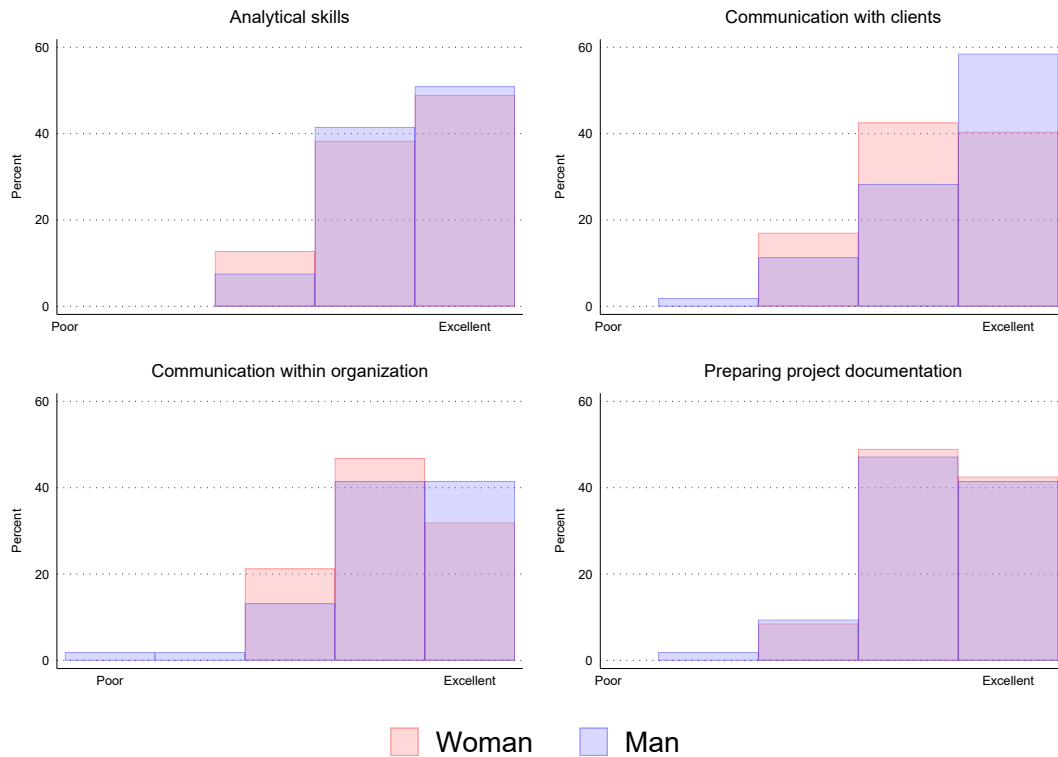 Analytical skills
Communication with clients
60
40
20
0
Percent
Poor
Excellent
60
40
20
0
Percent
Poor
Excellent
Communication within organization
Preparing project documentation
60
40
20
0
Percent
Poor
Excellent
60
40
20
0
Percent
Poor
Excellent
Woman
Man